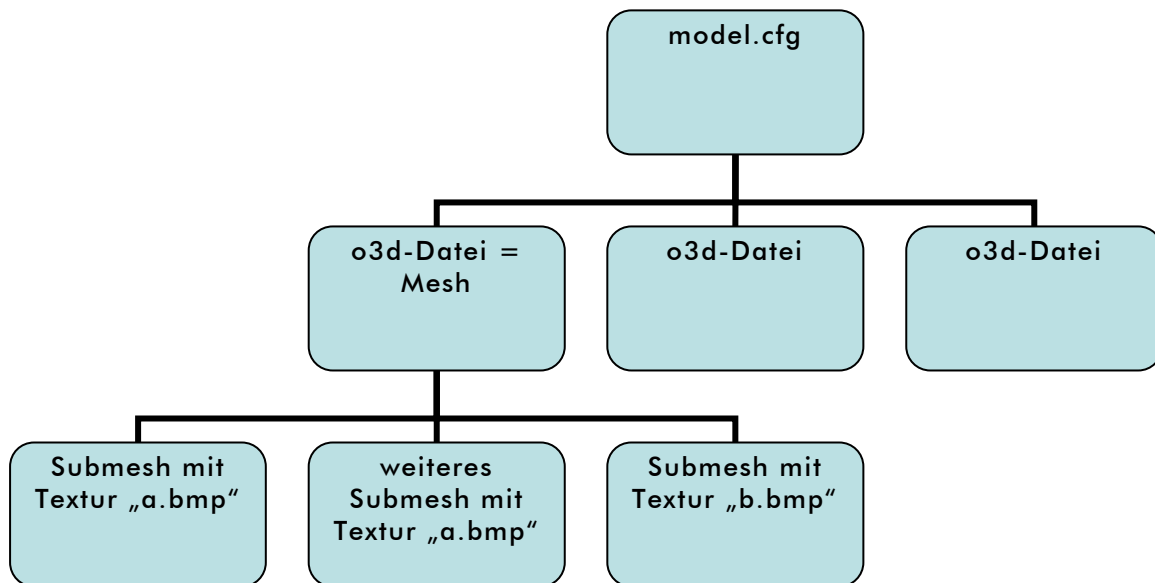 model.cfg
o3d-Datei =
Mesh
o3d-Datei
o3d-Datei
Submesh mit
Textur „a.bmp“
weiteres
Submesh mit
Textur „a.bmp“
Submesh mit
Textur „b.bmp“